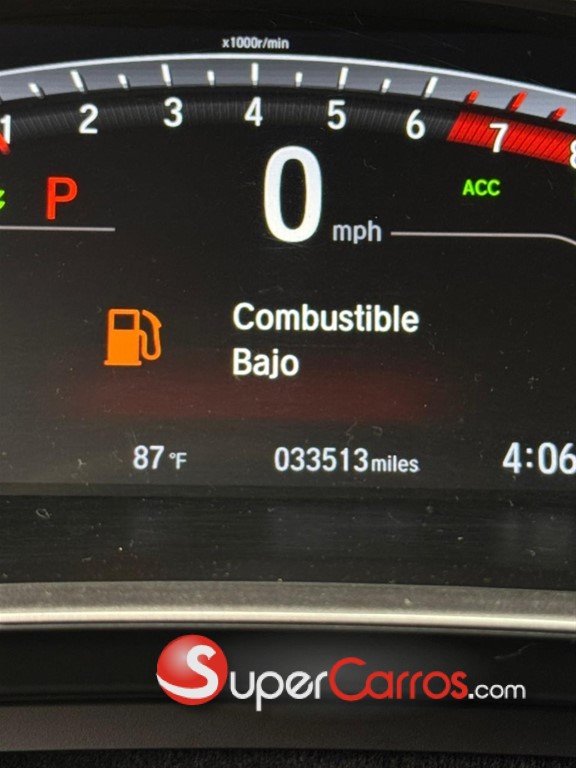 x1000r/min
1 2 3 4 5 6 7 8
P 0 mph ACC
Combustible
Bajo
87 °F 033513 miles 4:06
SuperCarros.com